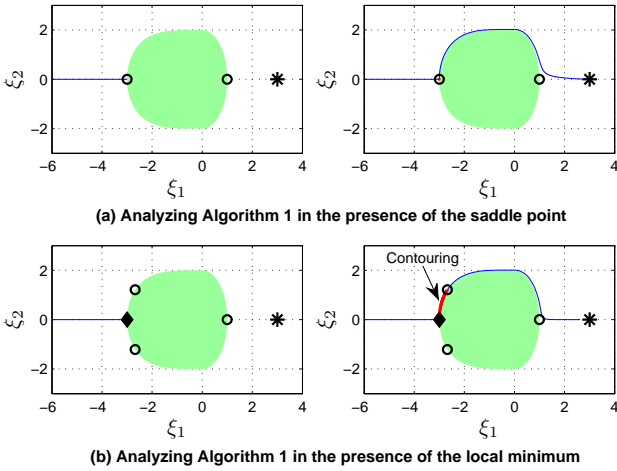 2
0
−2
ξ2
−6 −4 −2 0 2 4
ξ1
2
0
−2
ξ2
−6 −4 −2 0 2 4
ξ1
(a) Analyzing Algorithm 1 in the presence of the saddle point
2
0
−2
ξ2
−6 −4 −2 0 2 4
ξ1
Contouring
2
0
−2
ξ2
−6 −4 −2 0 2 4
ξ1
(b) Analyzing Algorithm 1 in the presence of the local minimum